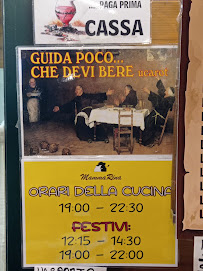 PAGA PRIMA
CASSA
GUIDA POCO...
CHE DEVI BERE
MammaRisa
ORARI DELLA CUCINA
19:00 - 22:30
FESTIVI:
12:15 - 14:30
19:00 - 22:00